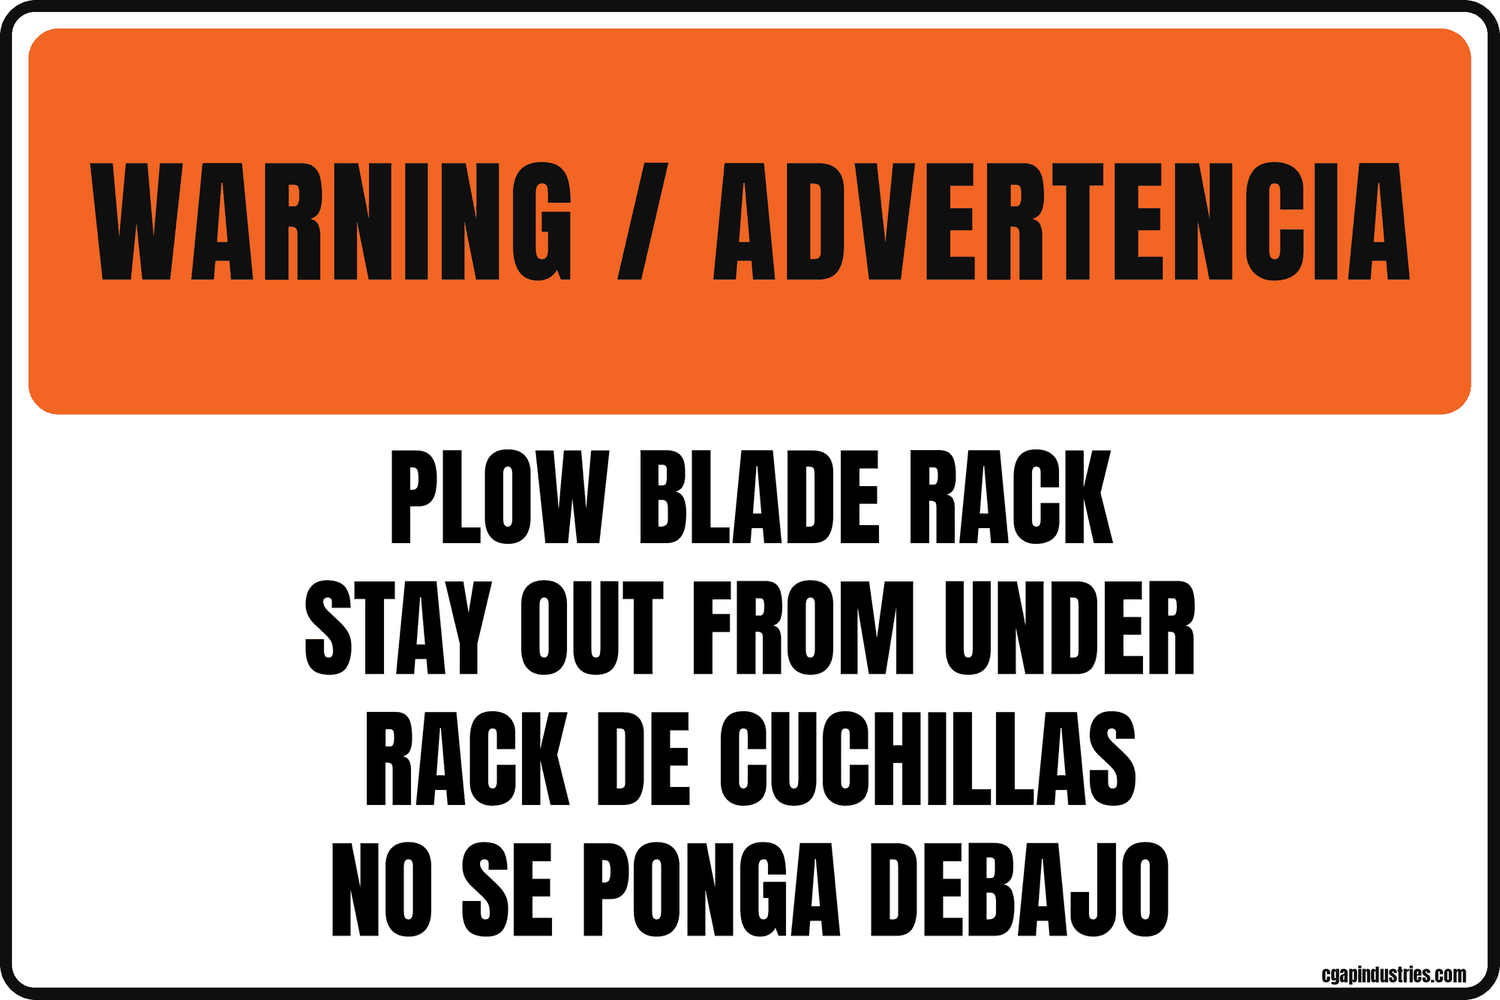 WARNING / ADVERTENCIA
PLOW BLADE RACK
STAY OUT FROM UNDER
RACK DE CUCHILLAS
NO SE PONGA DEBAJO
cgapindustries.com